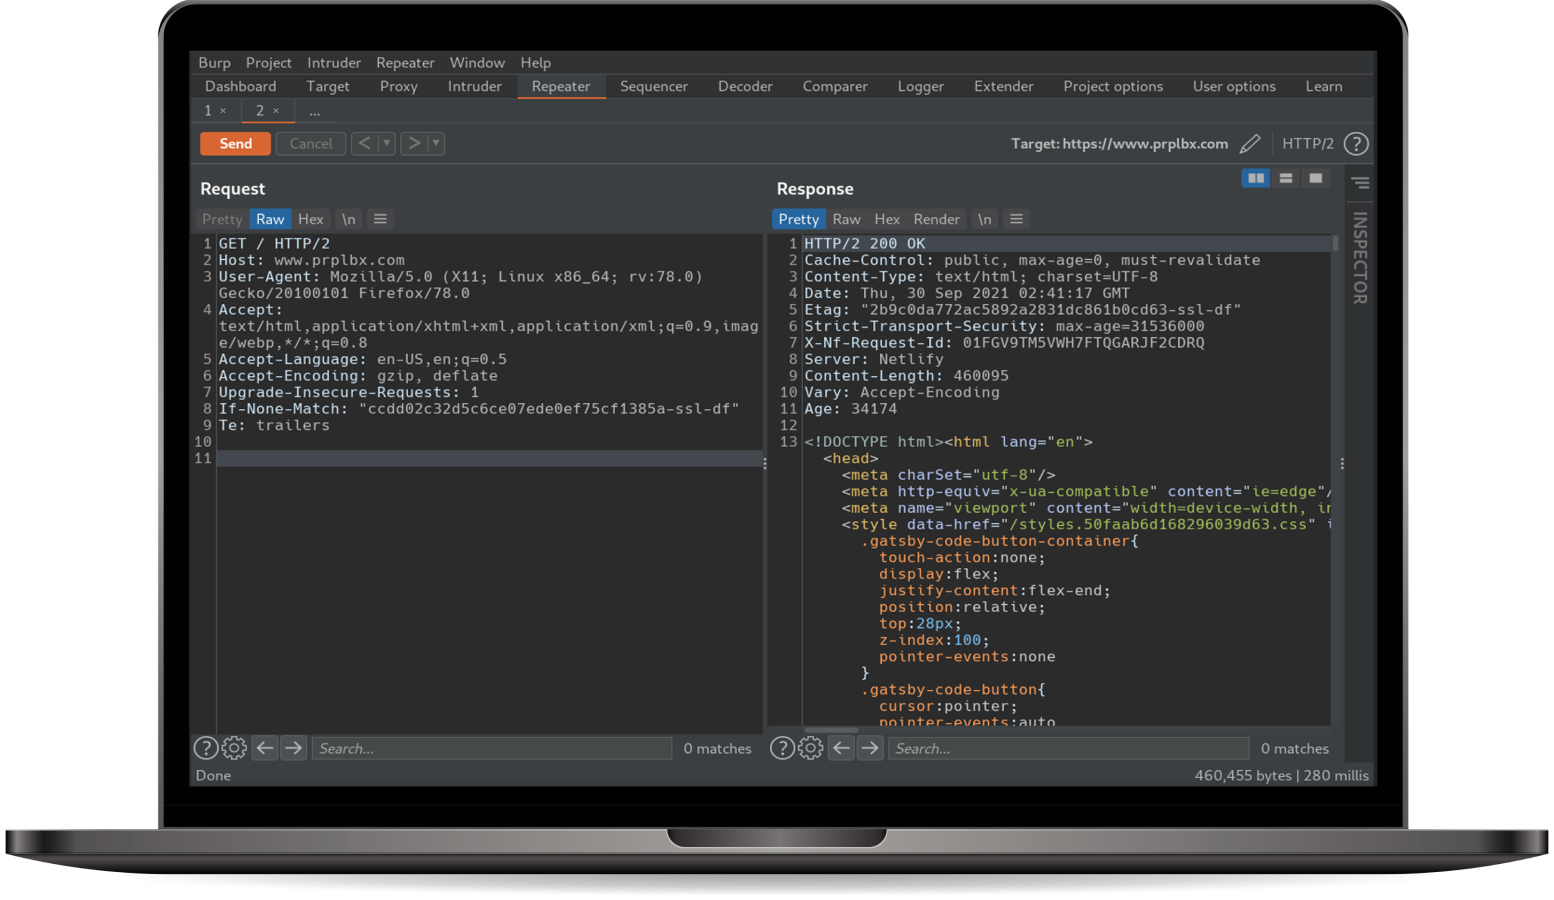 Burp Project Intruder Repeater Window Help
Dashboard Target Proxy Intruder Repeater Sequencer Decoder Comparer Logger Extender Project options User options Learn
1 × 2 × ...
Send Cancel < > Target: https://www.prplbx.com HTTP/2 ?
Request
Pretty Raw Hex \n
1 GET / HTTP/2
2 Host: www.prplbx.com
3 User-Agent: Mozilla/5.0 (X11; Linux x86_64; rv:78.0)
Gecko/20100101 Firefox/78.0
4 Accept:
text/html,application/xhtml+xml,application/xml;q=0.9,imag
e/webp,*/*;q=0.8
5 Accept-Language: en-US,en;q=0.5
6 Accept-Encoding: gzip, deflate
7 Upgrade-Insecure-Requests: 1
8 If-None-Match: "ccdd02c32d5c6ce07ede0ef75cf1385a-ssl-df"
9 Te: trailers
10
11
? Search... 0 matches
Response
Pretty Raw Hex Render \n
1 HTTP/2 200 OK
2 Cache-Control: public, max-age=0, must-revalidate
3 Content-Type: text/html; charset=UTF-8
4 Date: Thu, 30 Sep 2021 02:41:17 GMT
5 Etag: "2b9c0da772ac5892a2831dc861b0cd63-ssl-df"
6 Strict-Transport-Security: max-age=31536000
7 X-Nf-Request-Id: 01FGV9TM5VWH7FTQGARJF2CDRQ
8 Server: Netlify
9 Content-Length: 460095
10 Vary: Accept-Encoding
11 Age: 34174
12
13 <!DOCTYPE html><html lang="en">
<head>
<meta charSet="utf-8"/>
<meta http-equiv="x-ua-compatible" content="ie=edge"/
<meta name="viewport" content="width=device-width, in
<style data-href="/styles.50faab6d168296039d63.css" i
.gatsby-code-button-container{
touch-action:none;
display:flex;
justify-content:flex-end;
position:relative;
top:28px;
z-index:100;
pointer-events:none
}
.gatsby-code-button{
cursor:pointer;
pointer-events:auto
? Search... 0 matches
INSPECTOR
Done
460,455 bytes | 280 millis